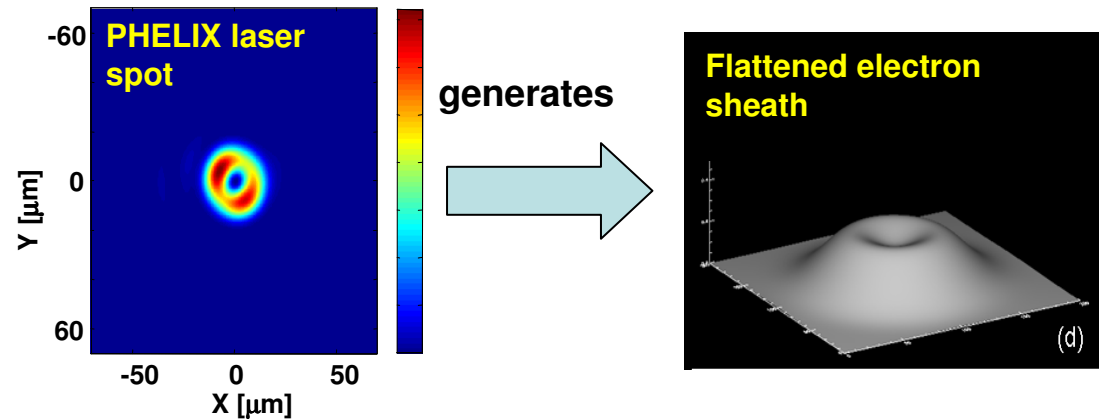 PHELIX laser
spot
-60
0
60
Y [µm]
-50
0
50
X [µm]
generates
Flattened electron
sheath
(d)